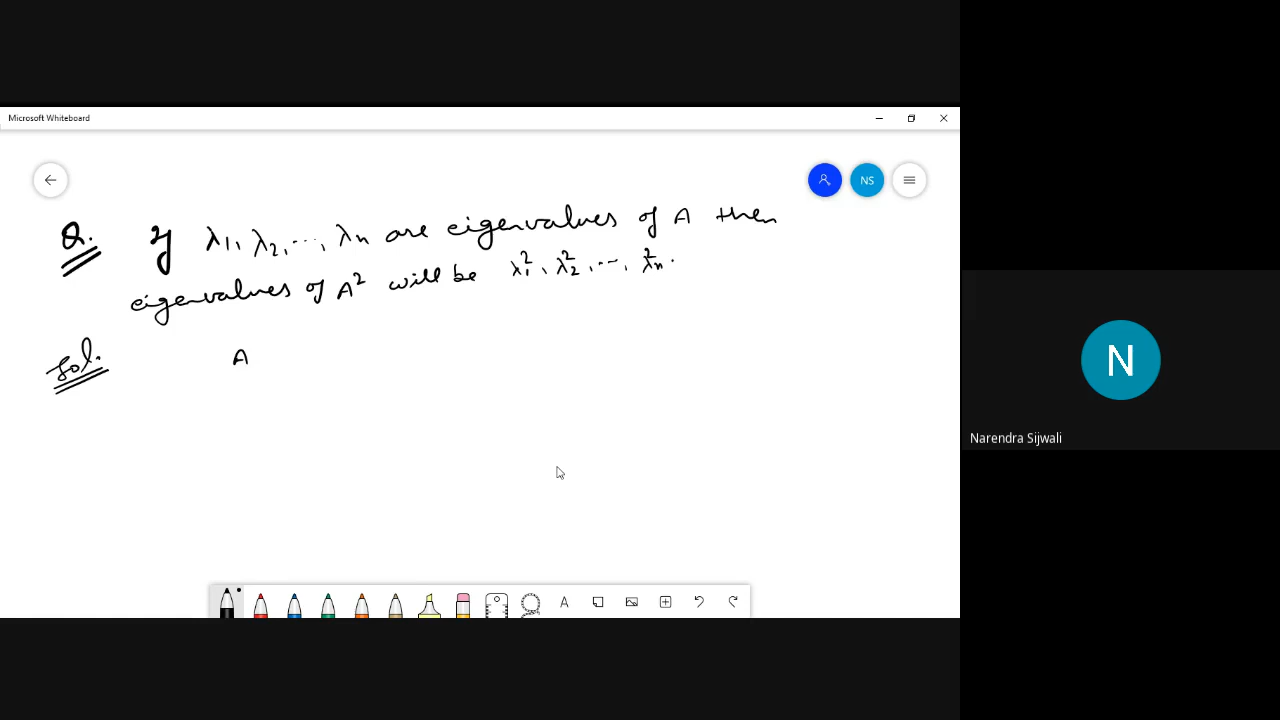 Microsoft Whiteboard
NS
Q. If λ1, λ2, ..., λn are eigenvalues of A then
eigenvalues of A² will be λ1², λ2², ..., λn².
Sol. A
A
N
Narendra Sijwali